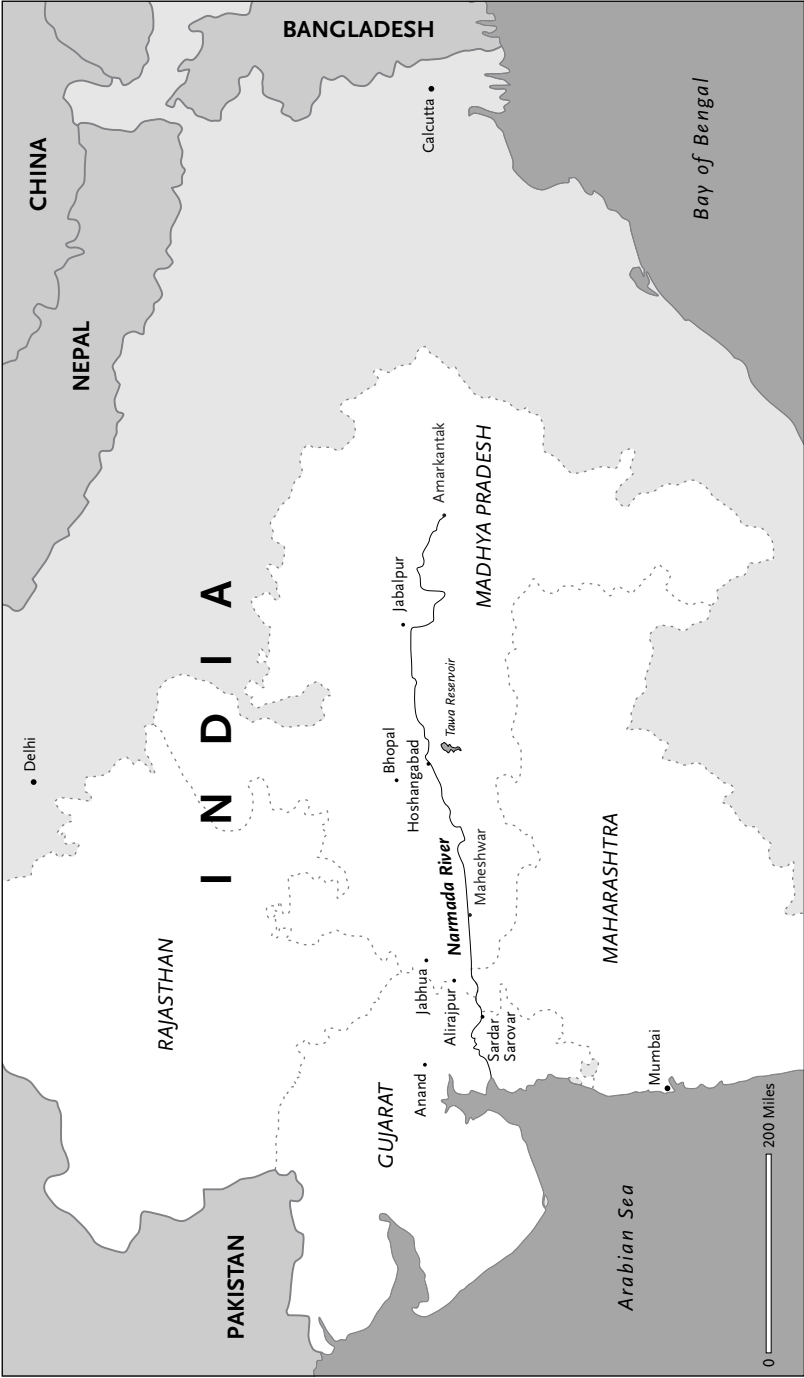 CHINA
NEPAL
BANGLADESH
Delhi
Calcutta
INDIA
PAKISTAN
RAJASTHAN
GUJARAT
Anand
Jabhua
Alirajpur
Sardar
Sarovar
Narmada River
Maheshwar
Bhopal
Hoshangabad
Tawa Reservoir
Jabalpur
Amarkantak
MADHYA PRADESH
MAHARASHTRA
Mumbai
Arabian Sea
Bay of Bengal
0 200 Miles